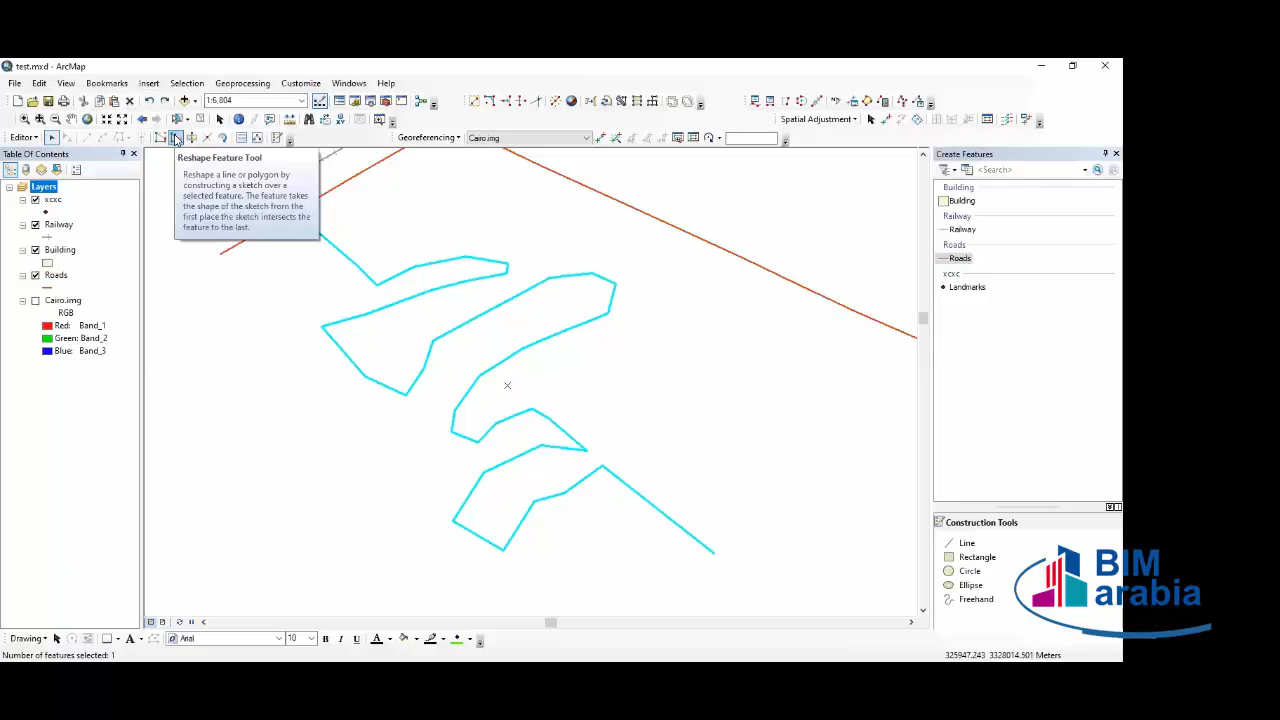 test.mxd - ArcMap
File Edit View Bookmarks Insert Selection Geoprocessing Customize Windows Help
1:6,804
Spatial Adjustment
Editor
Georeferencing
Cairo.img
Table Of Contents
Layers
xcxc
Railway
Building
Roads
Cairo.img
RGB
Red: Band_1
Green: Band_2
Blue: Band_3
Reshape Feature Tool
Reshape a line or polygon by
constructing a sketch over a
selected feature. The feature takes
the shape of the sketch from the
first place the sketch intersects the
feature to the last.
Create Features
<Search>
Building
Building
Railway
Railway
Roads
Roads
xcxc
Landmarks
Construction Tools
Line
Rectangle
Circle
Ellipse
Freehand
BIM
arabia
Drawing
Arial
10
B I U A
Number of features selected: 1
325947.243 3328014.501 Meters